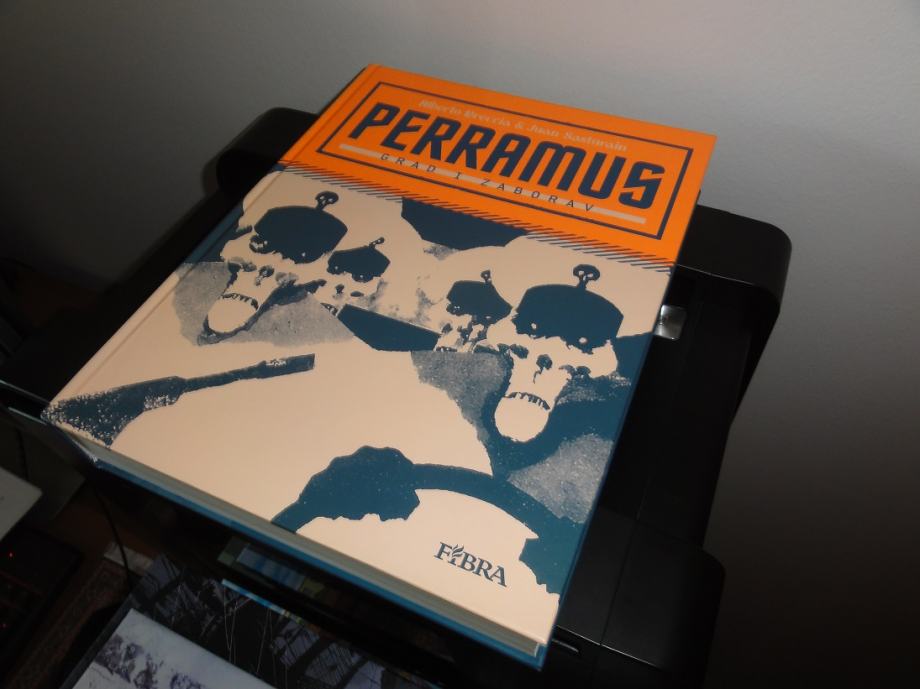 Alberto Breccia & Juan Sasturain
PERRAMUS
GRAD I ZABORAV
FIBRA